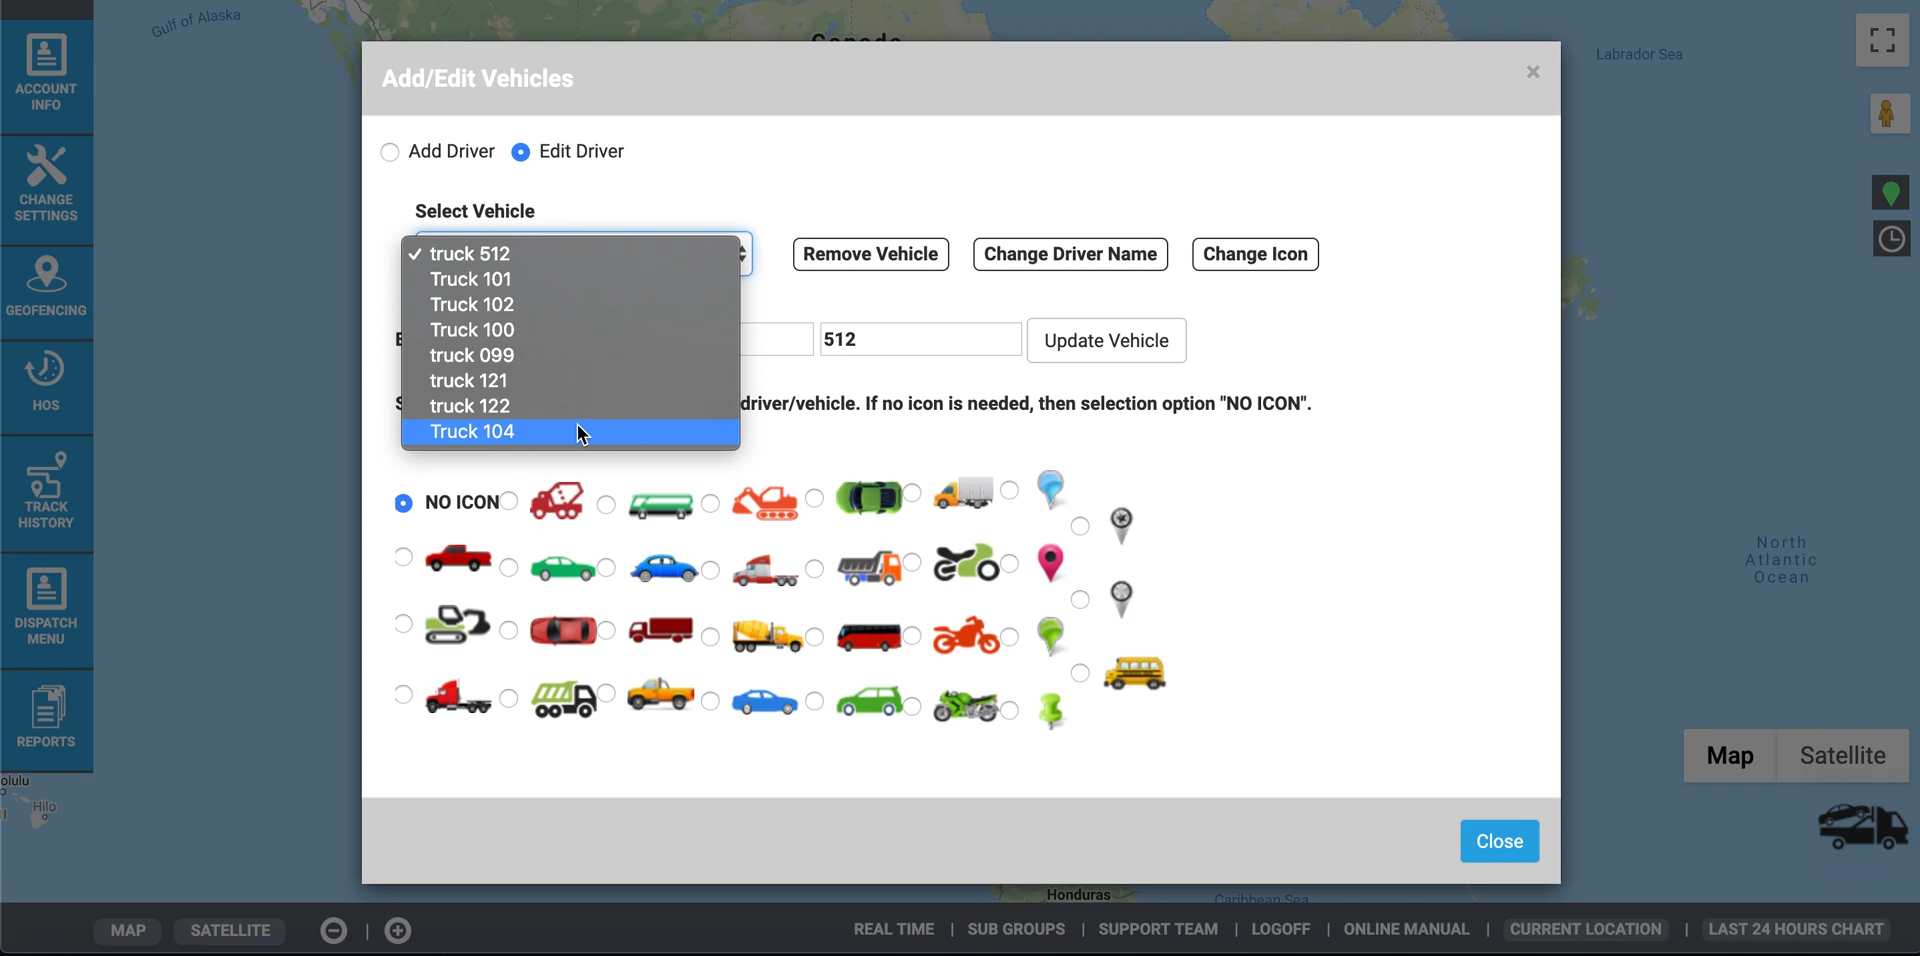 Gulf of Alaska
Canada
Labrador Sea
ACCOUNT
INFO
CHANGE
SETTINGS
GEOFENCING
HOS
TRACK
HISTORY
DISPATCH
MENU
REPORTS
olulu
Hilo
Add/Edit Vehicles
×
Add Driver
Edit Driver
Select Vehicle
✓ truck 512
Truck 101
Truck 102
Truck 100
truck 099
truck 121
truck 122
Truck 104
Remove Vehicle
Change Driver Name
Change Icon
512
Update Vehicle
driver/vehicle. If no icon is needed, then selection option "NO ICON".
NO ICON
Close
North
Atlantic
Ocean
Map
Satellite
Honduras
Caribbean Sea
MAP
SATELLITE
REAL TIME | SUB GROUPS | SUPPORT TEAM | LOGOFF | ONLINE MANUAL | CURRENT LOCATION | LAST 24 HOURS CHART